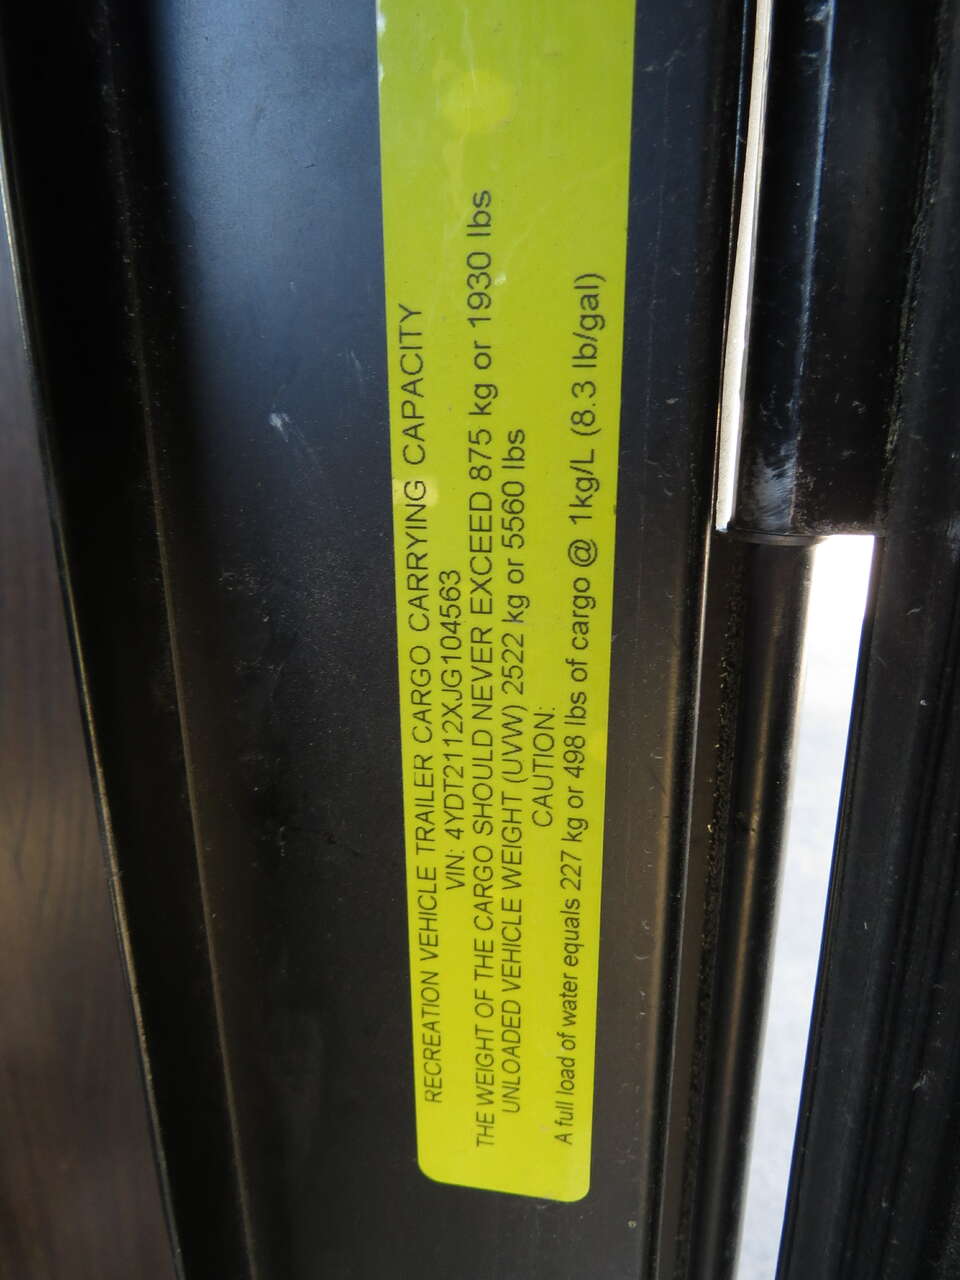 RECREATION VEHICLE TRAILER CARGO CARRYING CAPACITY
VIN: 4YDT2112XJG104563
THE WEIGHT OF THE CARGO SHOULD NEVER EXCEED 875 kg or 1930 lbs
UNLOADED VEHICLE WEIGHT (UVW) 2522 kg or 5560 lbs
CAUTION:
A full load of water equals 227 kg or 498 lbs of cargo @ 1kg/L (8.3 lb/gal)